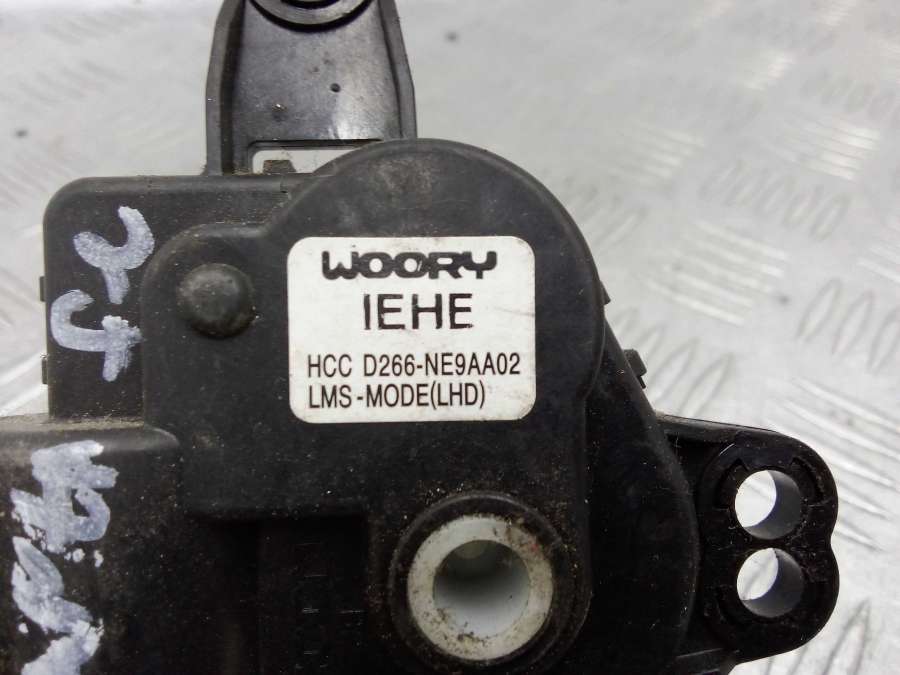 WOORY
IEHE
HCC D266-NE9AA02
LMS-MODE(LHD)